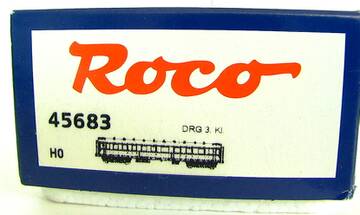 Roco
45683
DRG 3. Kl.
H0